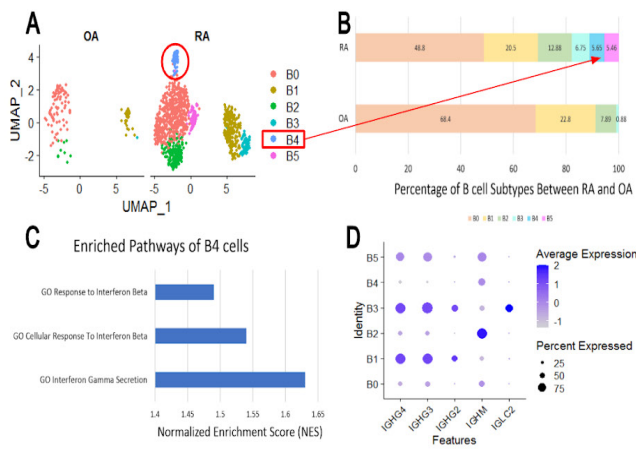 A
OA
RA
4
2
0
-2
UMAP_2
-5
0
5
-5
0
5
UMAP_1
B0
B1
B2
B3
B4
B5
B
RA
48.8
20.5
12.88
6.75
5.65
5.46
OA
68.4
22.8
7.89
0.88
0
20
40
60
80
100
Percentage of B cell Subtypes Between RA and OA
B0 B1 B2 B3 B4 B5
C
Enriched Pathways of B4 cells
GO Response to Interferon Beta
GO Cellular Response To Interferon Beta
GO Interferon Gamma Secretion
1.4
1.45
1.5
1.55
1.6
1.65
Normalized Enrichment Score (NES)
D
B5
B4
B3
B2
B1
B0
Identity
IGHG4
IGHG3
IGHG2
IGHM
IGLC2
Features
Average Expression
2
1
0
-1
Percent Expressed
25
50
75